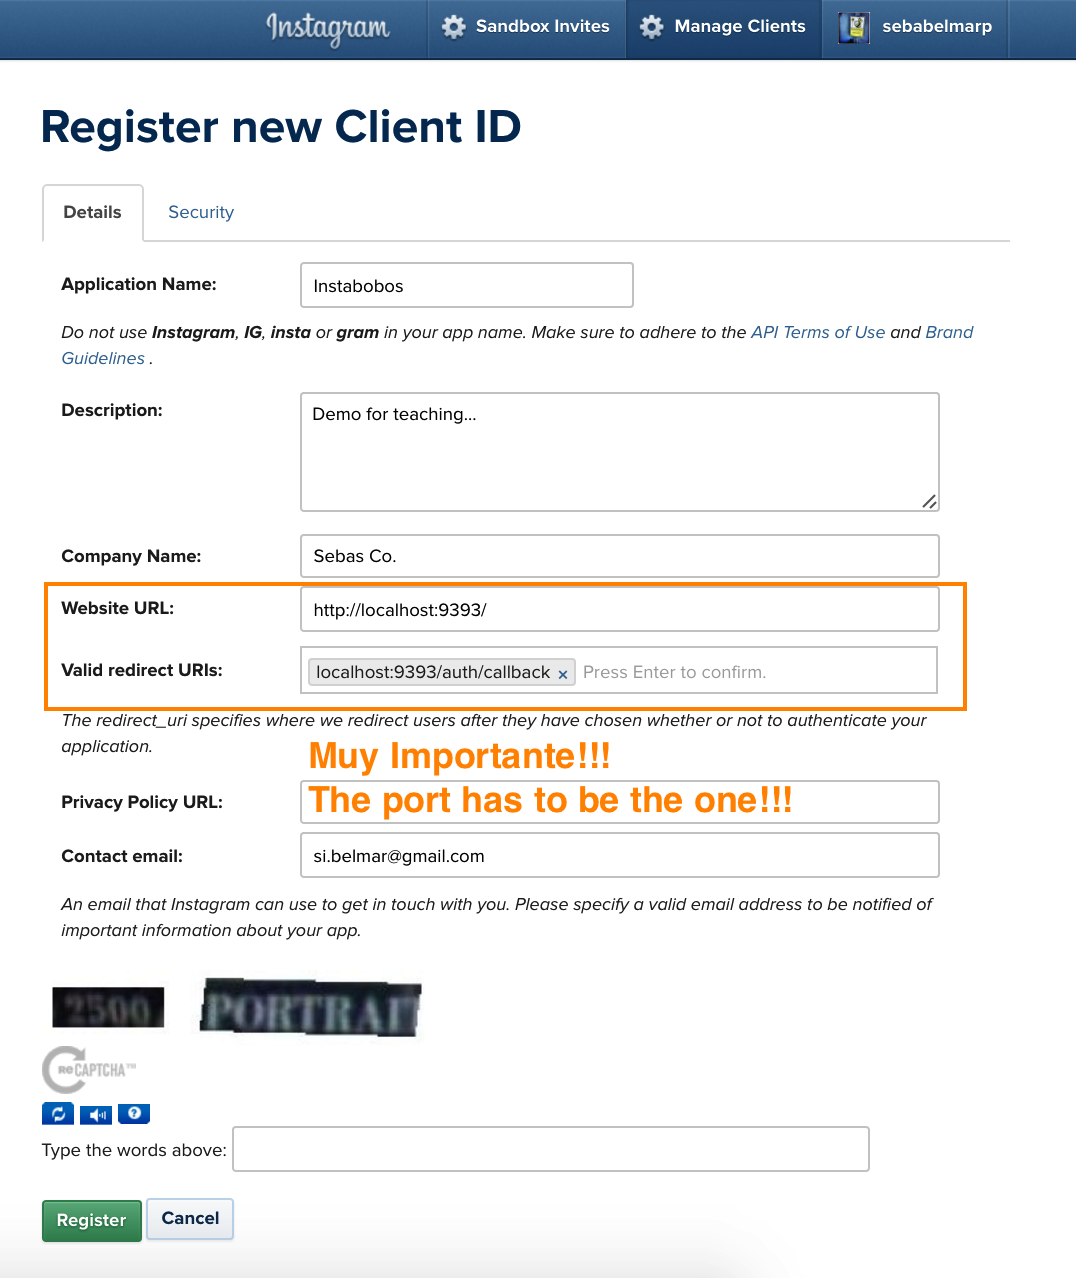 Instagram
Sandbox Invites
Manage Clients
sebabelmarp
Register new Client ID
Details
Security
Application Name:
Instabobos
Do not use Instagram, IG, insta or gram in your app name. Make sure to adhere to the API Terms of Use and Brand
Guidelines .
Description:
Demo for teaching...
Company Name:
Sebas Co.
Website URL:
http://localhost:9393/
Valid redirect URIs:
localhost:9393/auth/callback × Press Enter to confirm.
The redirect_uri specifies where we redirect users after they have chosen whether or not to authenticate your
application.
Muy Importante!!!
Privacy Policy URL:
The port has to be the one!!!
Contact email:
si.belmar@gmail.com
An email that Instagram can use to get in touch with you. Please specify a valid email address to be notified of
important information about your app.
2500
reCAPTCHA™
Type the words above:
Register
Cancel